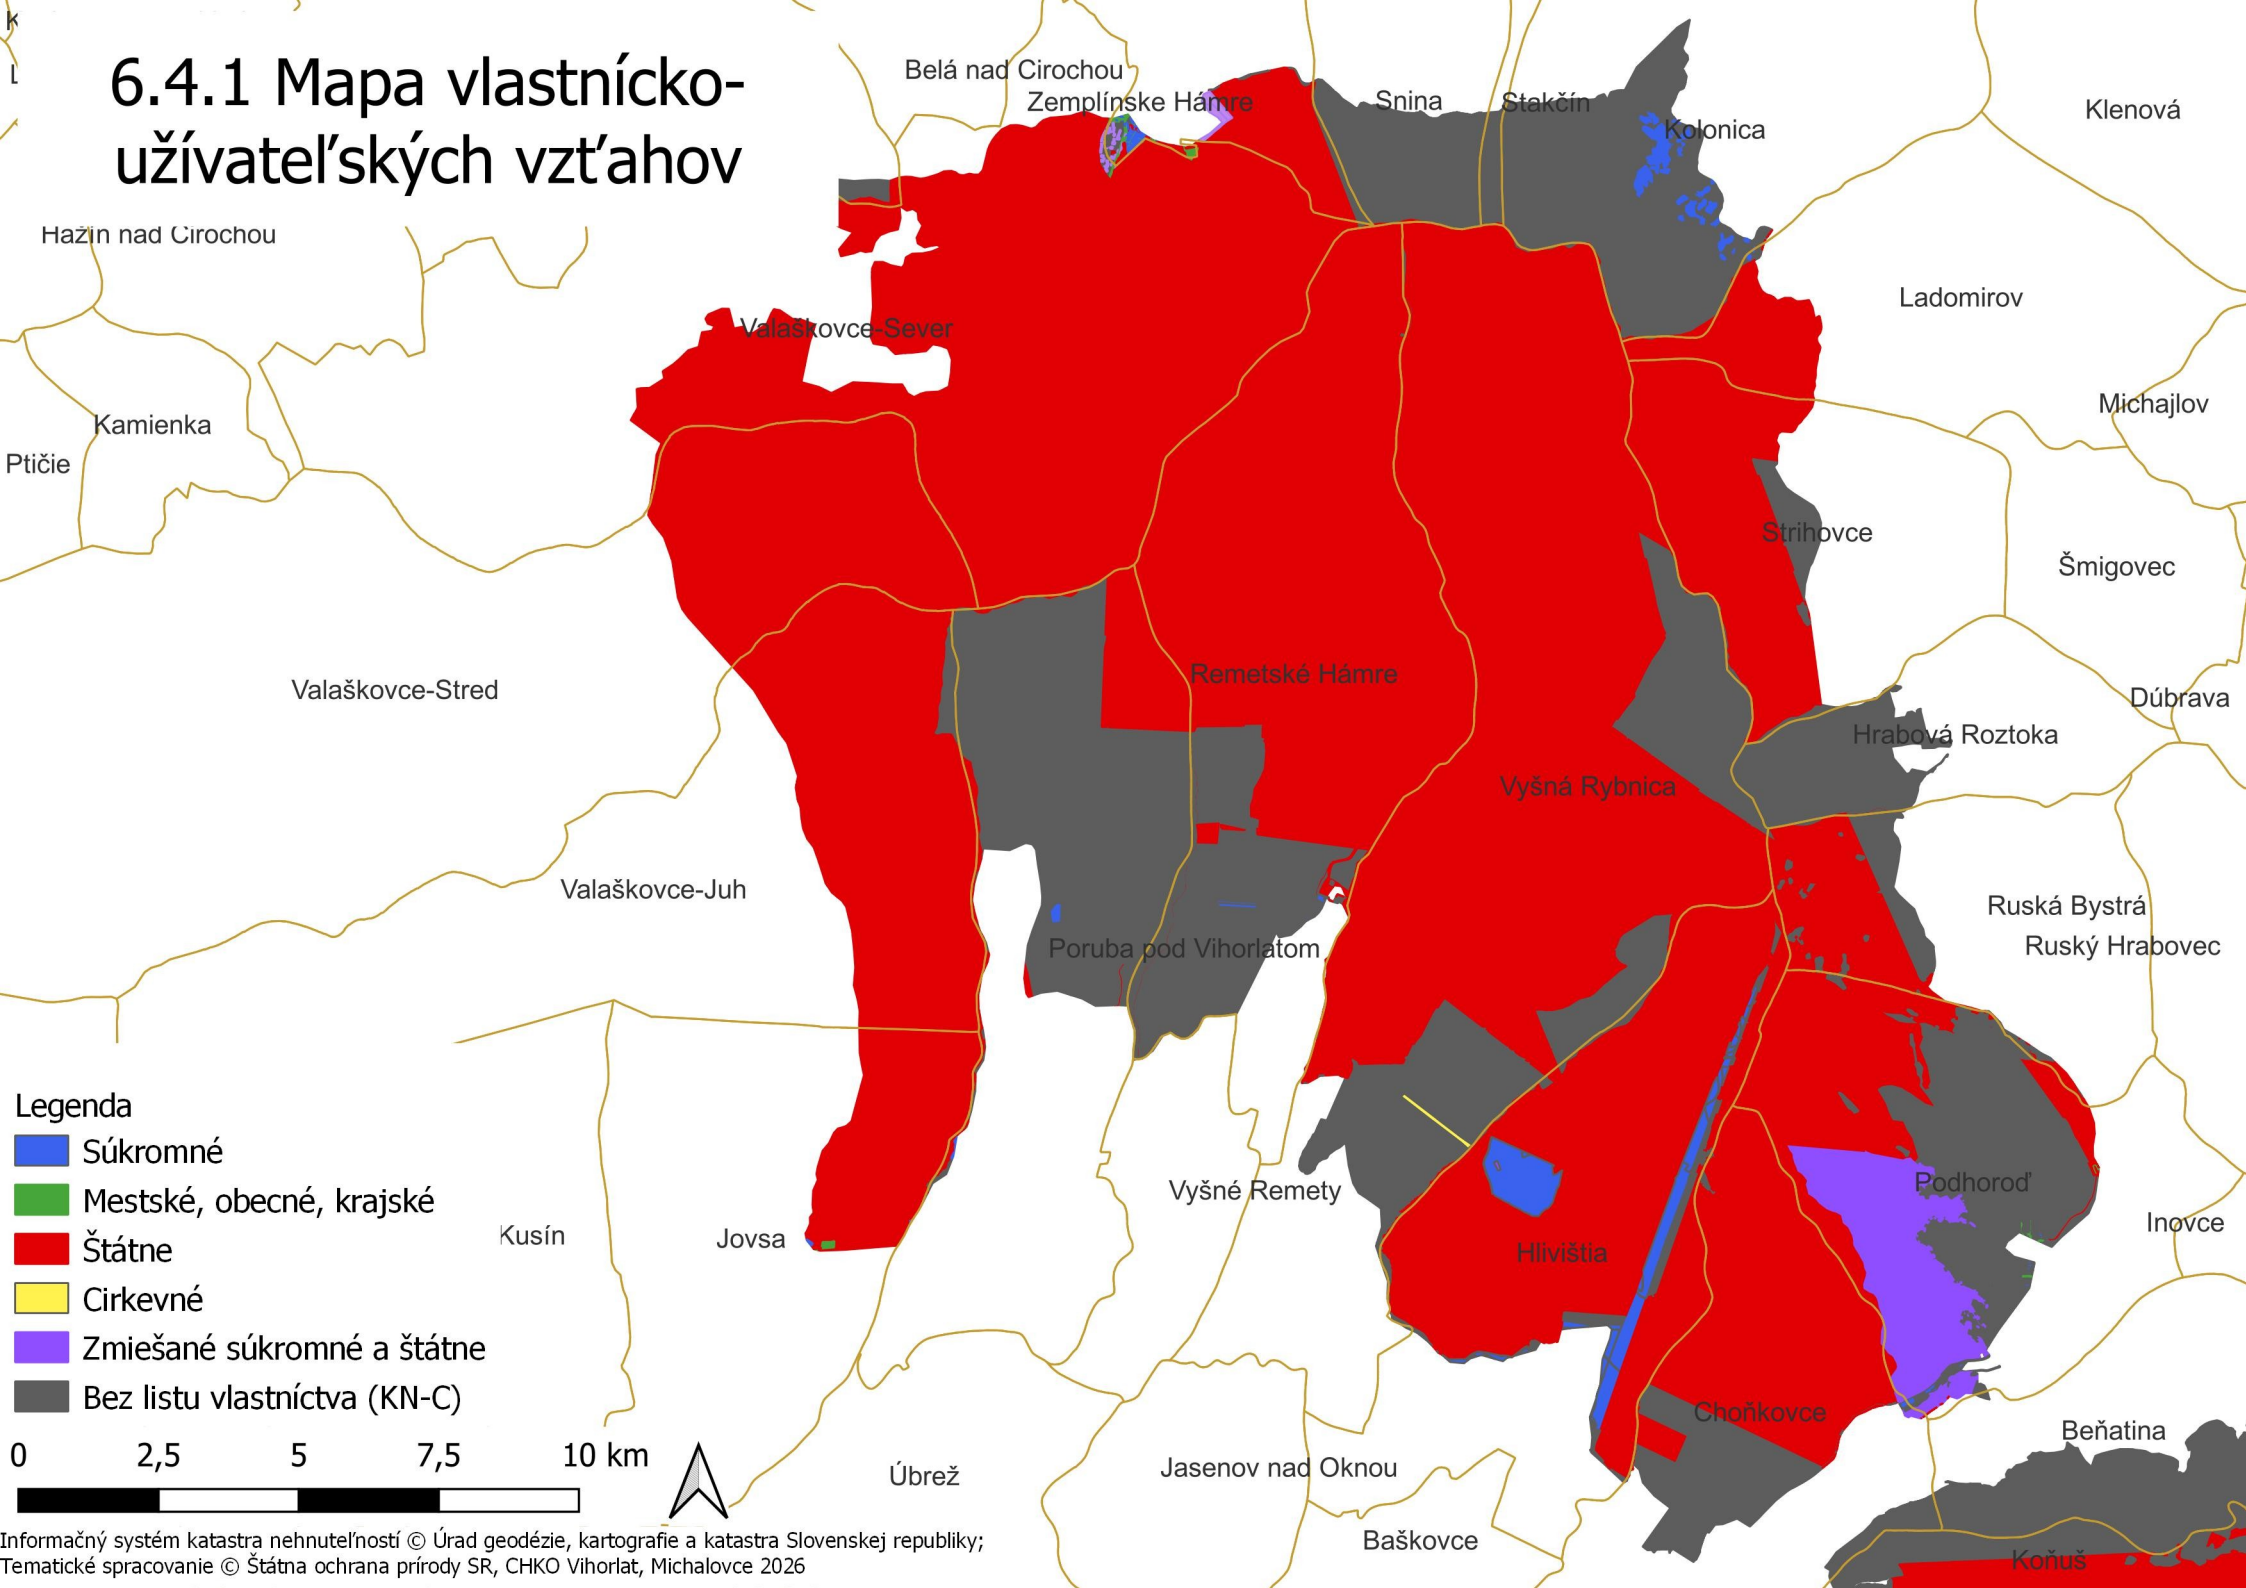 6.4.1 Mapa vlastnícko-
užívateľských vzťahov
Belá nad Cirochou
Zemplínske Hámre
Snina
Stakčín
Kolonica
Klenová
Hažín nad Cirochou
Ladomirov
Valaškovce-Sever
Michajlov
Kamienka
Ptičie
Strihovce
Šmigovec
Remetské Hámre
Valaškovce-Stred
Dúbrava
Hrabová Roztoka
Vyšná Rybnica
Valaškovce-Juh
Ruská Bystrá
Ruský Hrabovec
Poruba pod Vihorlatom
Vyšné Remety
Podhoroď
Inovce
Kusín
Jovsa
Hlivištia
Choňkovce
Beňatina
Úbrež
Jasenov nad Oknou
Baškovce
Koňuš
Legenda
Súkromné
Mestské, obecné, krajské
Štátne
Cirkevné
Zmiešané súkromné a štátne
Bez listu vlastníctva (KN-C)
0 2,5 5 7,5 10 km
Informačný systém katastra nehnuteľností © Úrad geodézie, kartografie a katastra Slovenskej republiky;
Tematické spracovanie © Štátna ochrana prírody SR, CHKO Vihorlat, Michalovce 2026